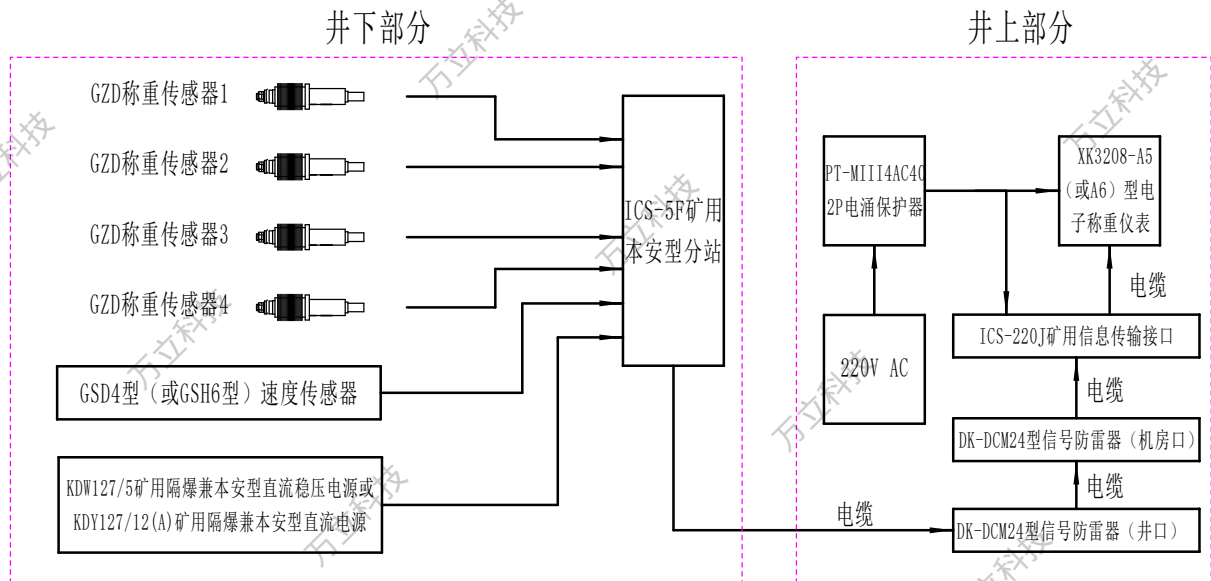 井下部分
井上部分
GZD称重传感器1
GZD称重传感器2
GZD称重传感器3
GZD称重传感器4
GSD4型（或GSH6型）速度传感器
KDW127/5矿用隔爆兼本安型直流稳压电源或
KDY127/12(A)矿用隔爆兼本安型直流电源
ICS-5F矿用
本安型分站
电缆
PT-MIII4AC40
2P电涌保护器
220V AC
XK3208-A5
（或A6）型电
子称重仪表
电缆
ICS-220J矿用信息传输接口
电缆
DK-DCM24型信号防雷器（机房口）
电缆
DK-DCM24型信号防雷器（井口）
万立科技
万立科技
万立科技
万立科技
万立科技
万立科技
万立科技
万立科技